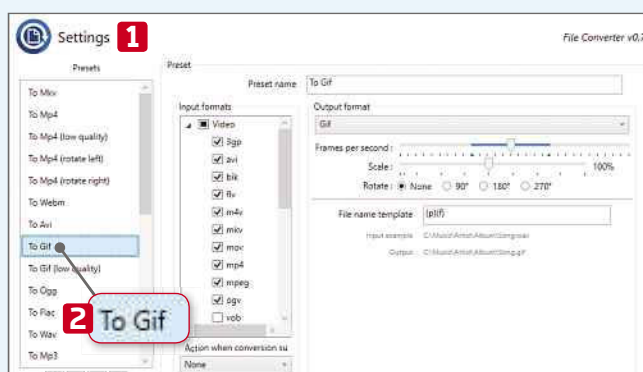 Settings 1
File Converter v0.7
Presets
To Mkv
To Mp4
To Mp4 (low quality)
To Mp4 (rotate left)
To Mp4 (rotate right)
To Webm
To Avi
To Gif
To Gif (low quality)
To Ogg
To Flac
To Wav
To Mp3
2 To Gif
Preset
Preset name To Gif
Input formats
Video
3gp
avi
bik
flv
m4v
mkv
mov
mp4
mpeg
ogv
vob
Action when conversion su
None
Output format
Gif
Frames per second :
Scale : 100%
Rotate : None 90° 180° 270°
File name template (p)(f)
Input example C:\Music\Artist\Album\Song.wav
Output C:\Music\Artist\Album\Song.gif